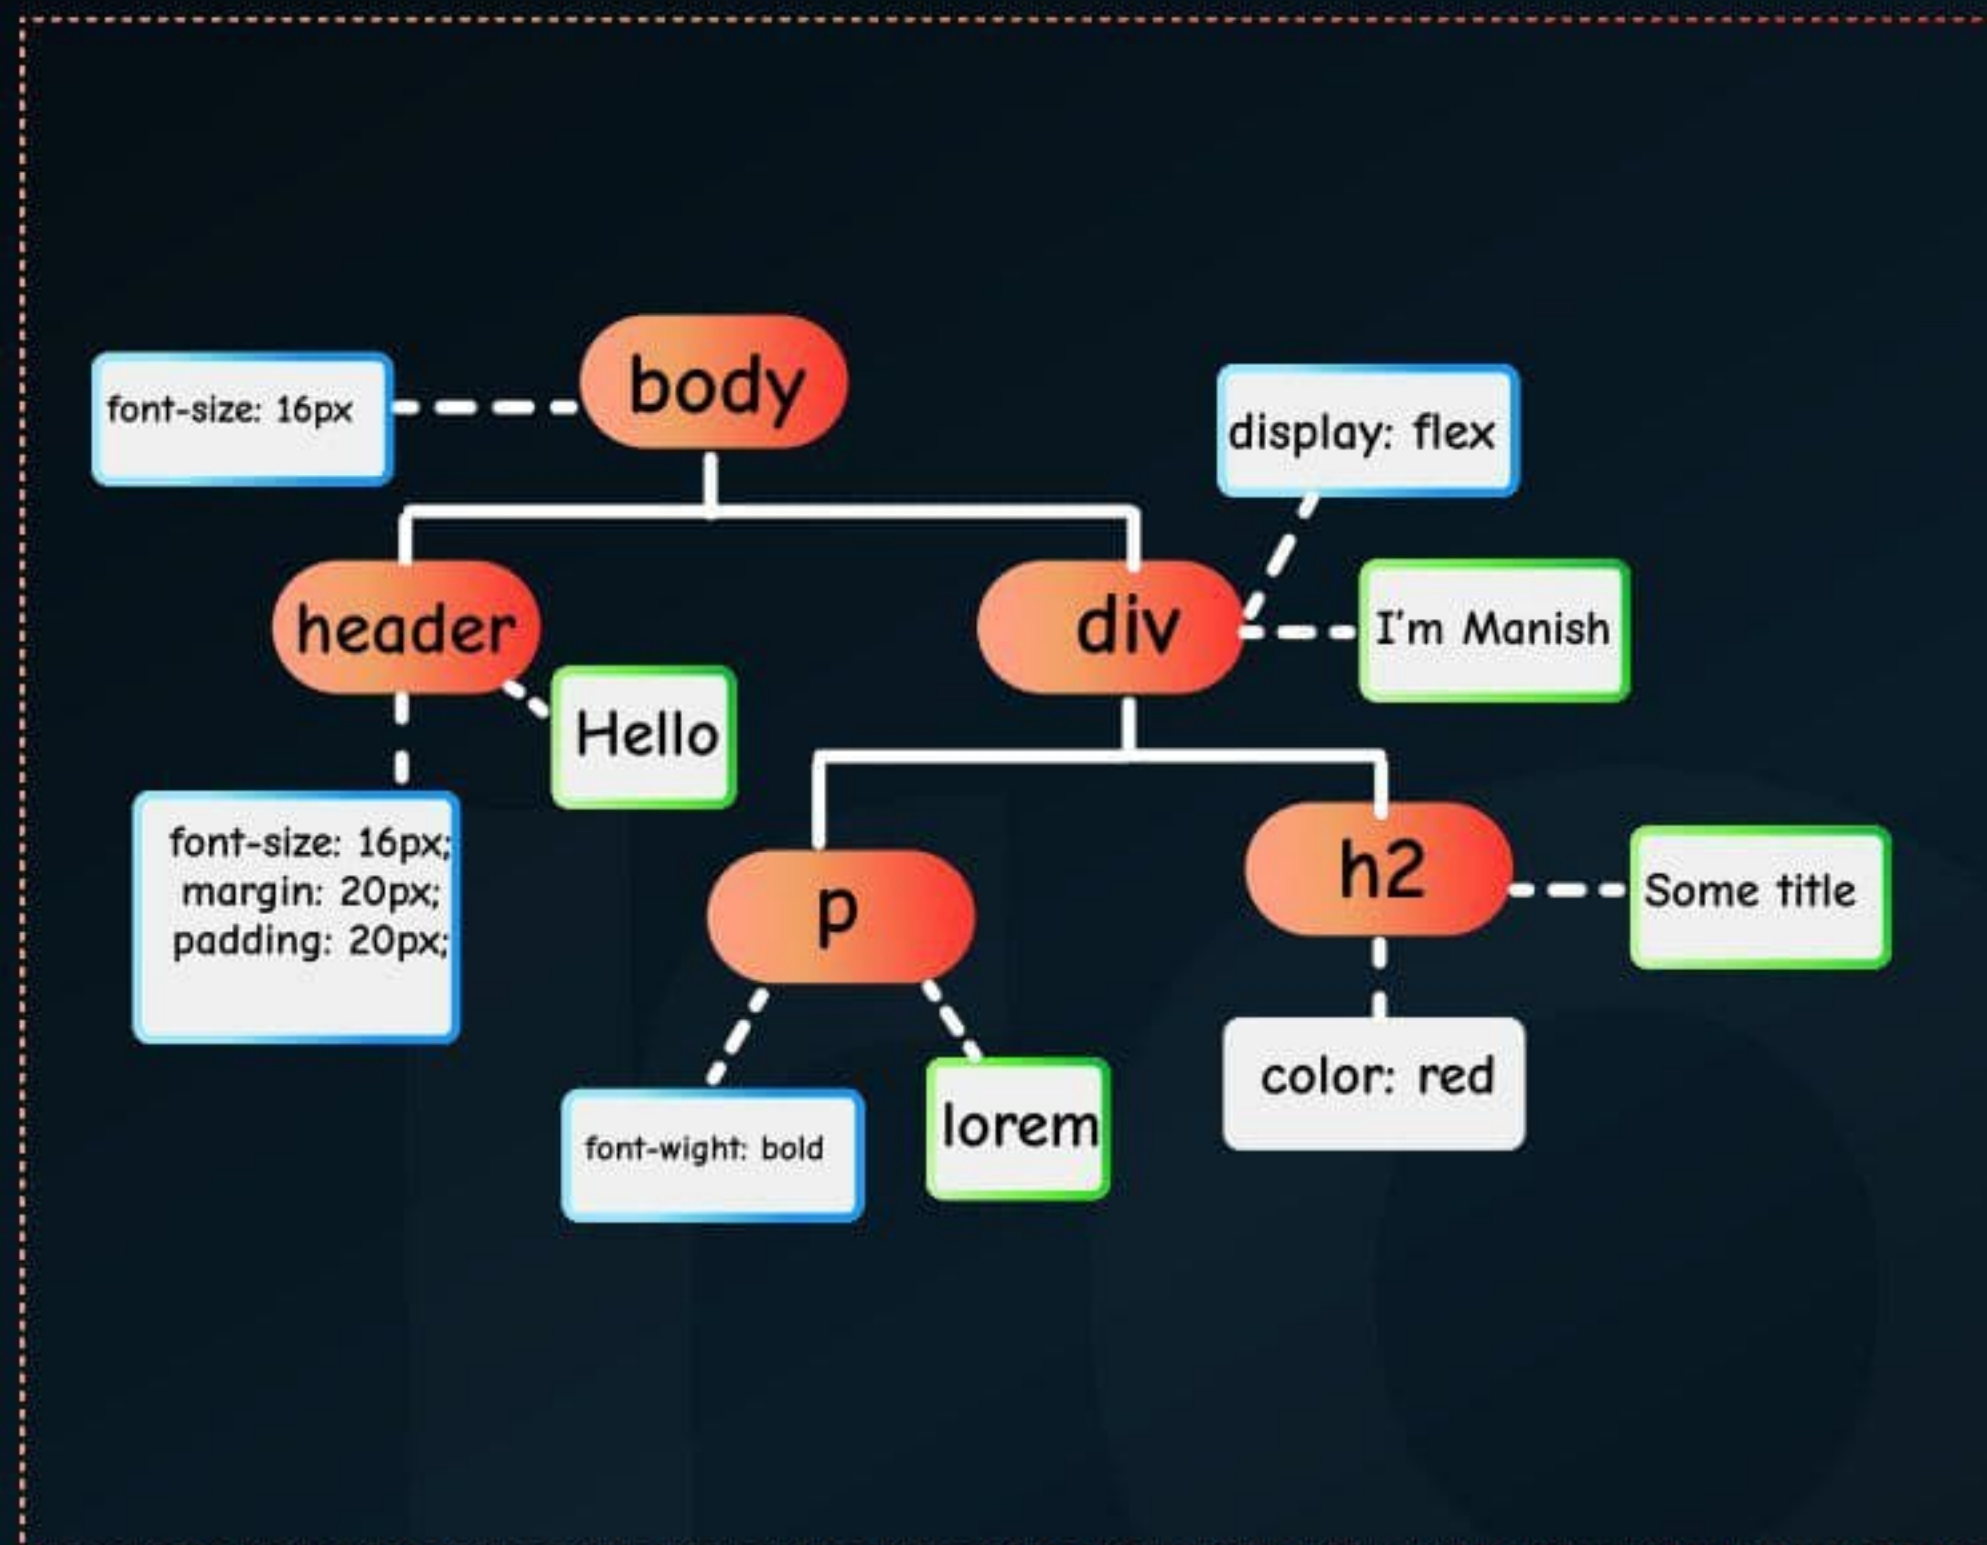 body
font-size: 16px
display: flex
header
div
I'm Manish
Hello
font-size: 16px;
margin: 20px;
padding: 20px;
p
h2
Some title
font-wight: bold
lorem
color: red